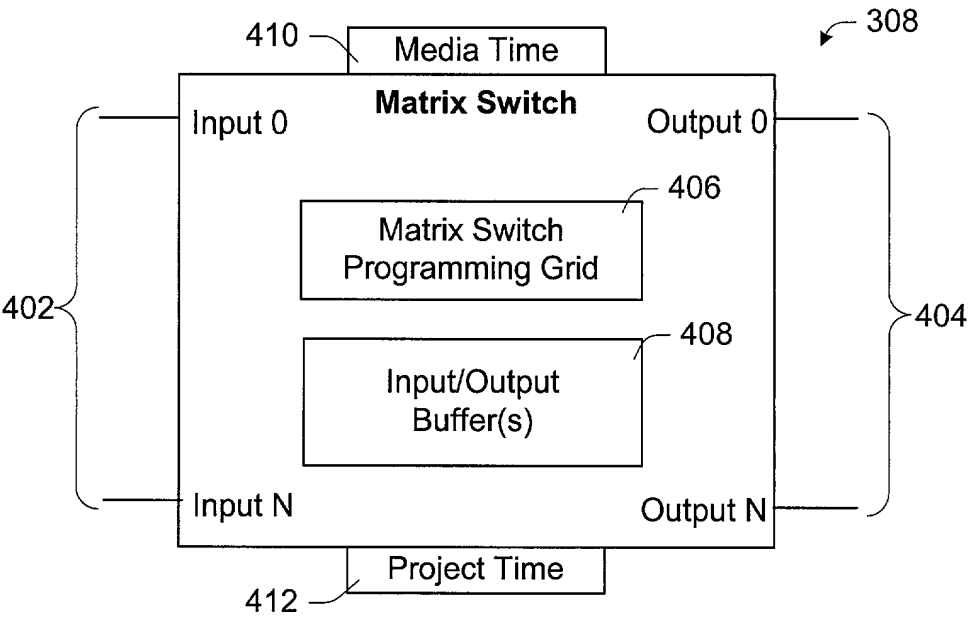 308
410
Media Time
Matrix Switch
Input 0
Output 0
406
Matrix Switch
Programming Grid
402
404
408
Input/Output
Buffer(s)
Input N
Output N
Project Time
412